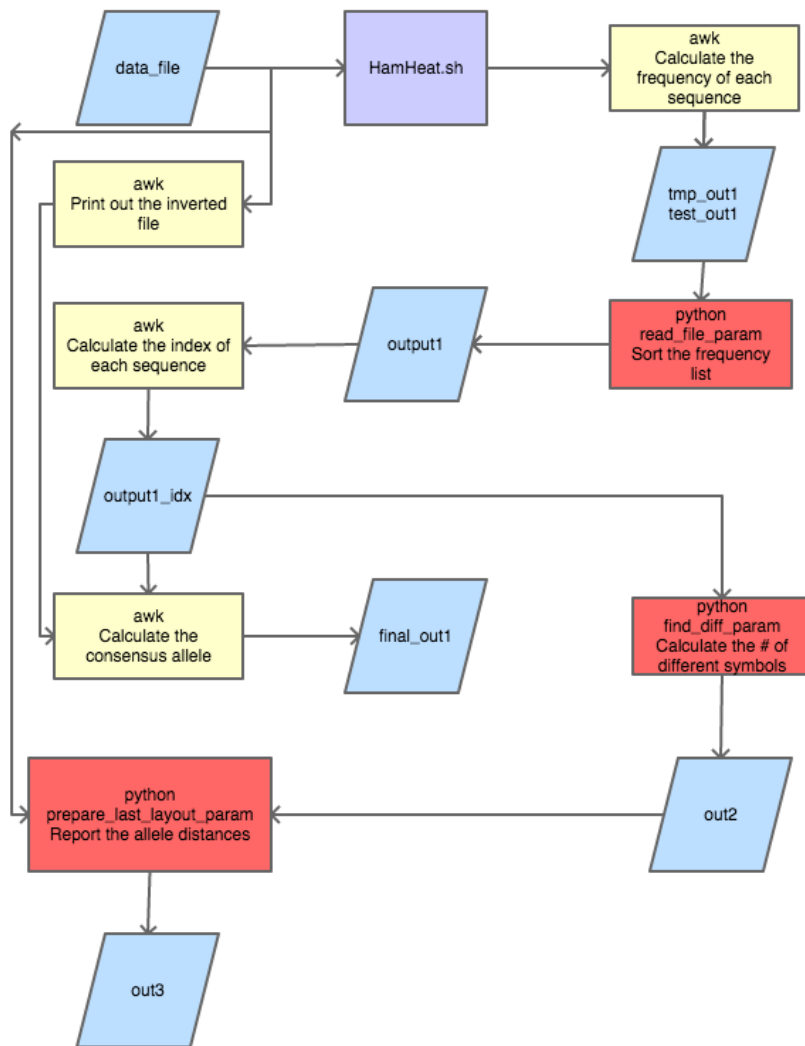 data_file
HamHeat.sh
awk
Calculate the
frequency of each
sequence
awk
Print out the inverted
file
tmp_out1
test_out1
awk
Calculate the index of
each sequence
output1
python
read_file_param
Sort the frequency
list
output1_idx
awk
Calculate the
consensus allele
final_out1
python
find_diff_param
Calculate the # of
different symbols
python
prepare_last_layout_param
Report the allele distances
out2
out3